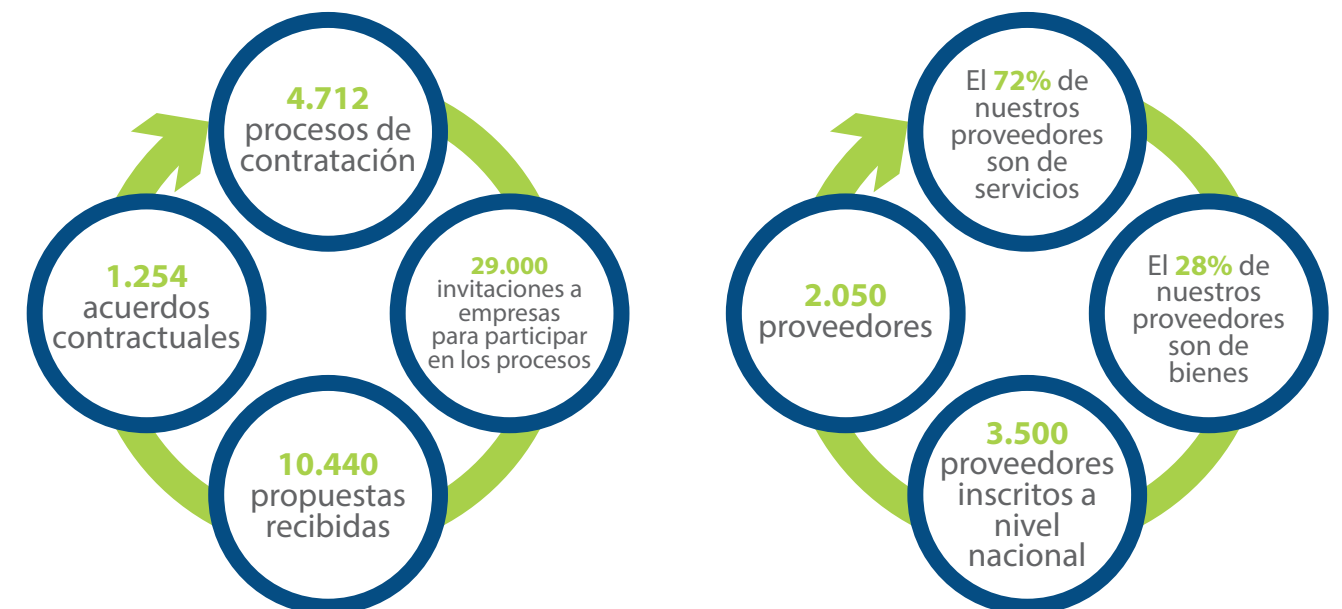 4.712
procesos de
contratación
29.000
invitaciones a
empresas
para participar
en los procesos
10.440
propuestas
recibidas
1.254
acuerdos
contractuales
El 72% de
nuestros
proveedores
son de
servicios
El 28% de
nuestros
proveedores
son de
bienes
3.500
proveedores
inscritos a
nivel
nacional
2.050
proveedores